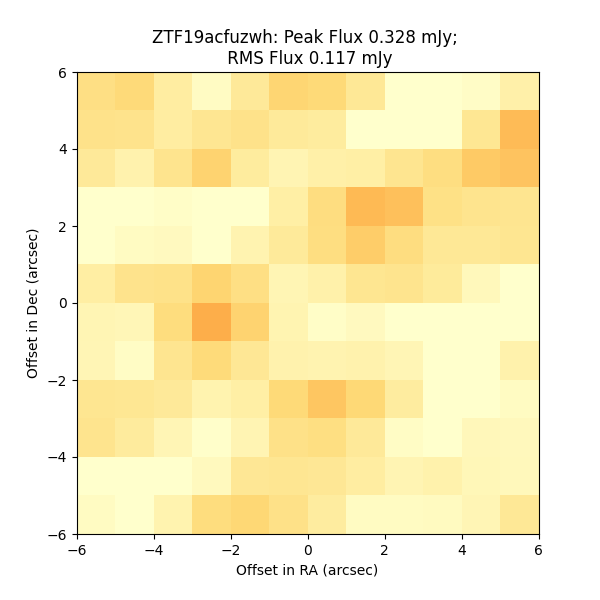 ZTF19acfuzwh: Peak Flux 0.328 mJy;
RMS Flux 0.117 mJy
6
4
2
0
−2
−4
−6
Offset in Dec (arcsec)
−6 −4 −2 0 2 4 6
Offset in RA (arcsec)